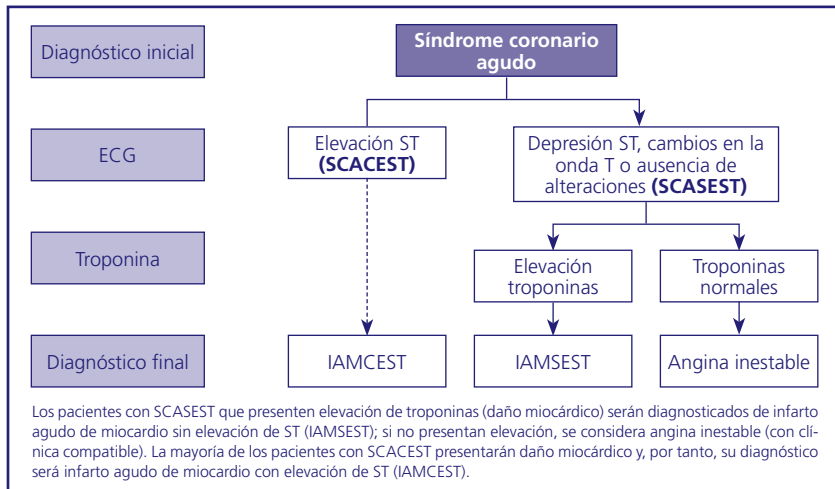 Diagnóstico inicial
Síndrome coronario
agudo
ECG
Elevación ST
(SCACEST)
Depresión ST, cambios en la
onda T o ausencia de
alteraciones (SCASEST)
Troponina
Elevación
troponinas
Troponinas
normales
Diagnóstico final
IAMCEST
IAMSEST
Angina inestable
Los pacientes con SCASEST que presenten elevación de troponinas (daño miocárdico) serán diagnosticados de infarto
agudo de miocardio sin elevación de ST (IAMSEST); si no presentan elevación, se considera angina inestable (con clí-
nica compatible). La mayoría de los pacientes con SCACEST presentarán daño miocárdico y, por tanto, su diagnóstico
será infarto agudo de miocardio con elevación de ST (IAMCEST).